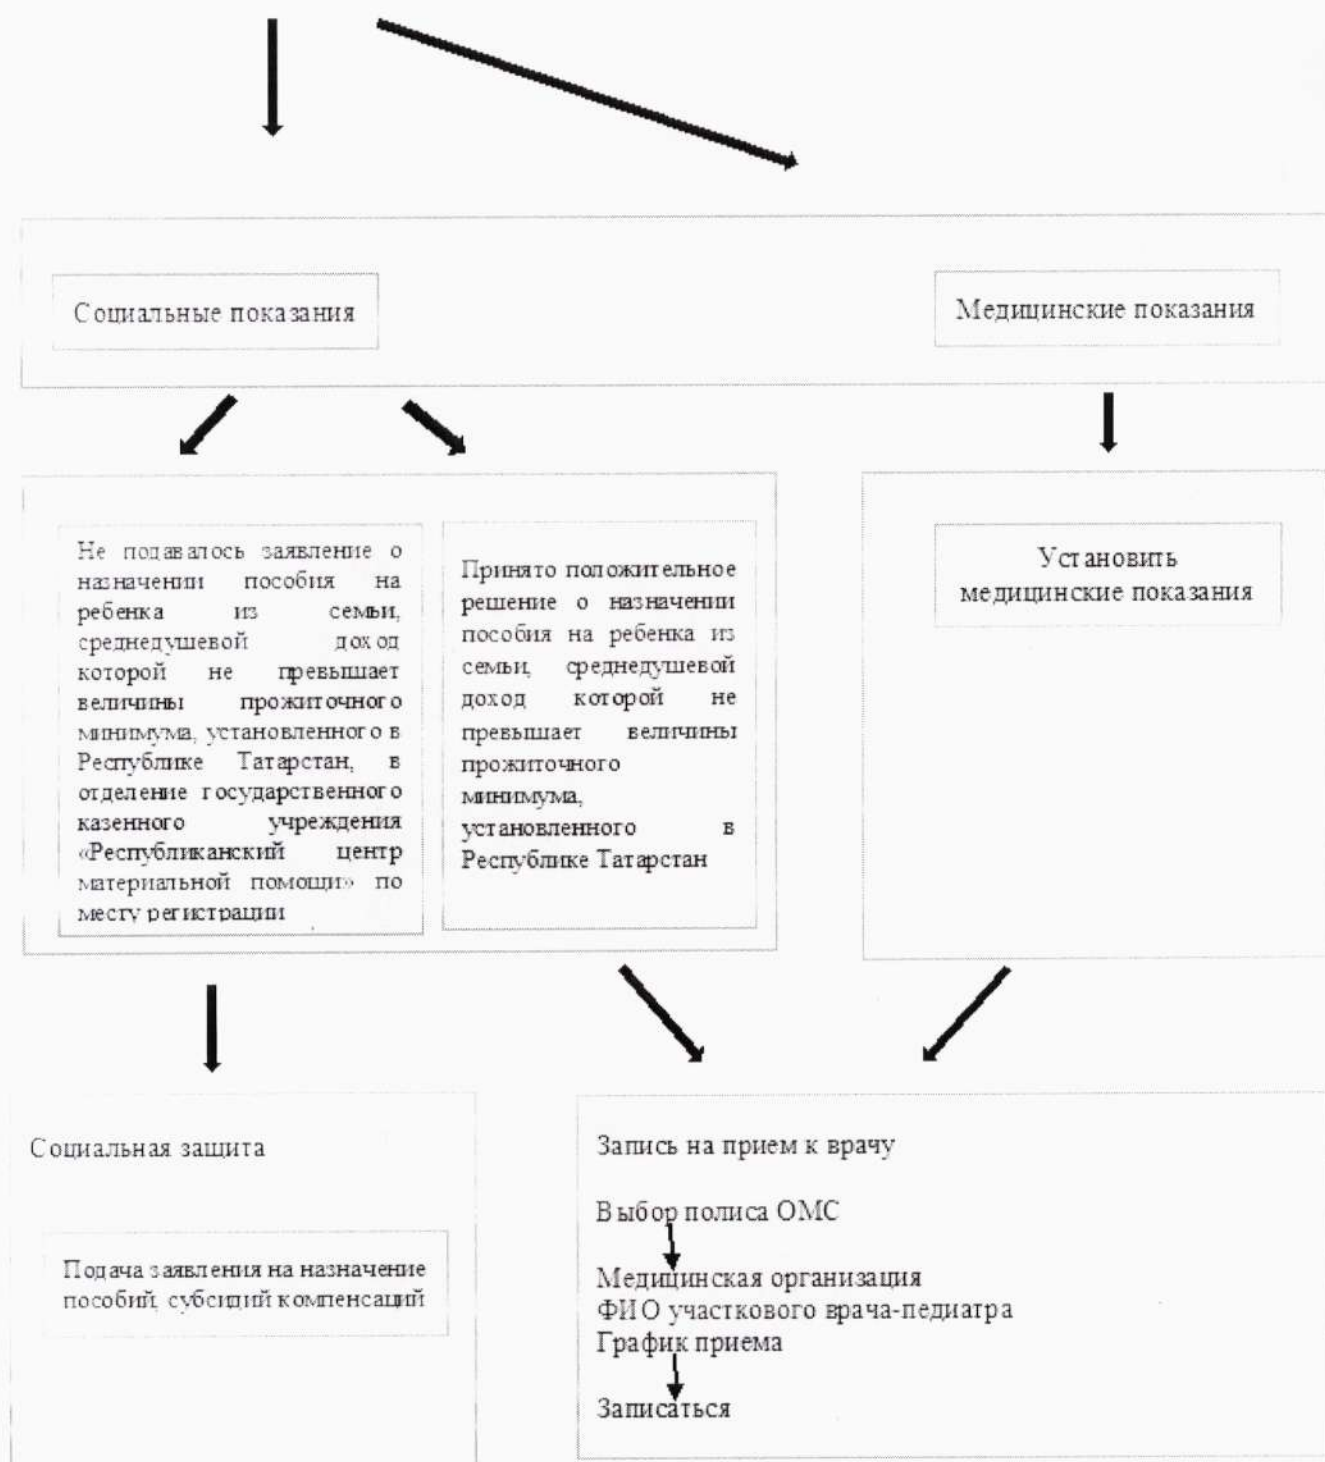 Социальные показания
Медицинские показания
Не подавалось заявление о
назначении пособия на
ребенка из семьи,
среднедушевой доход
которой не превышает
величины прожиточного
минимума, установленного в
Республике Татарстан, в
отделение государственного
казенного учреждения
«Республиканский центр
материальной помощи» по
месту регистрации
Принято положительное
решение о назначении
пособия на ребенка из
семьи, среднедушевой
доход которой не
превышает величины
прожиточного
минимума,
установленного в
Республике Татарстан
Установить
медицинские показания
Социальная защита
Подача заявления на назначение
пособий, субсидий компенсаций
Запись на прием к врачу
Выбор полиса ОМС
Медицинская организация
ФИО участкового врача-педиатра
График приема
Записаться